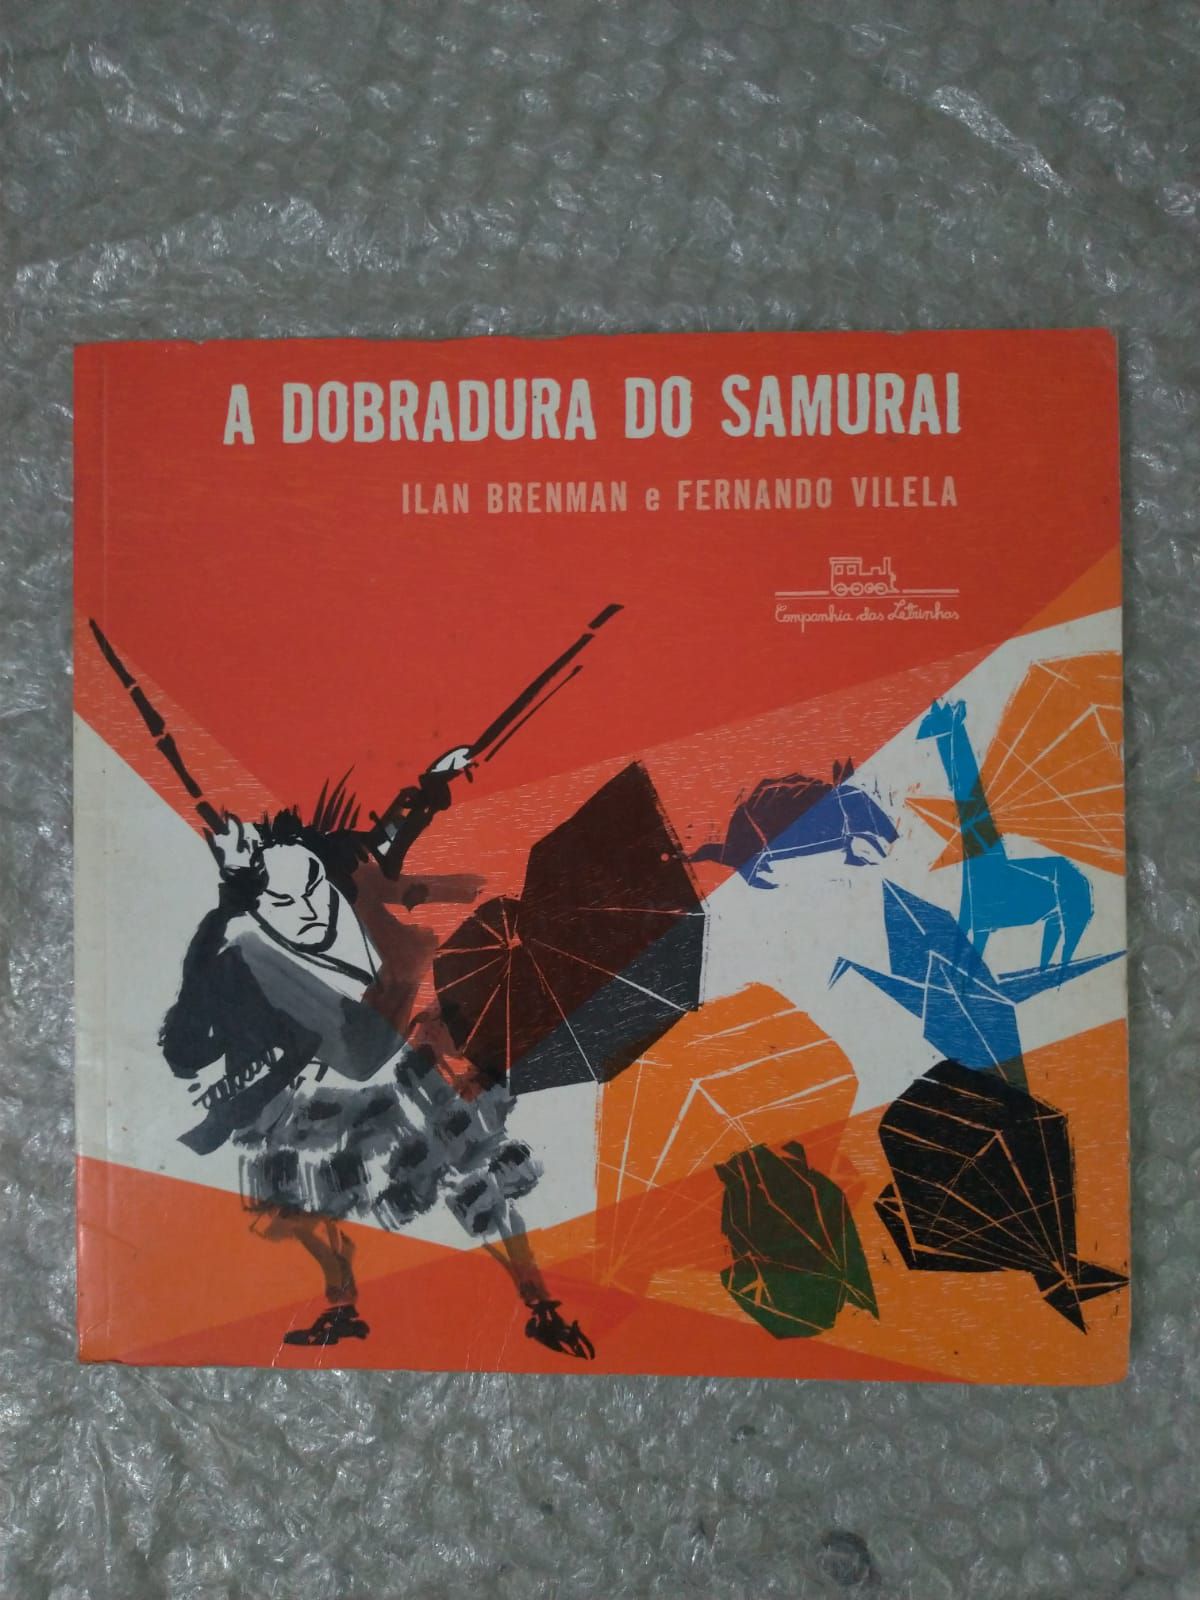 A DOBRADURA DO SAMURAI
ILAN BRENMAN e FERNANDO VILELA
Companhia das Letrinhas